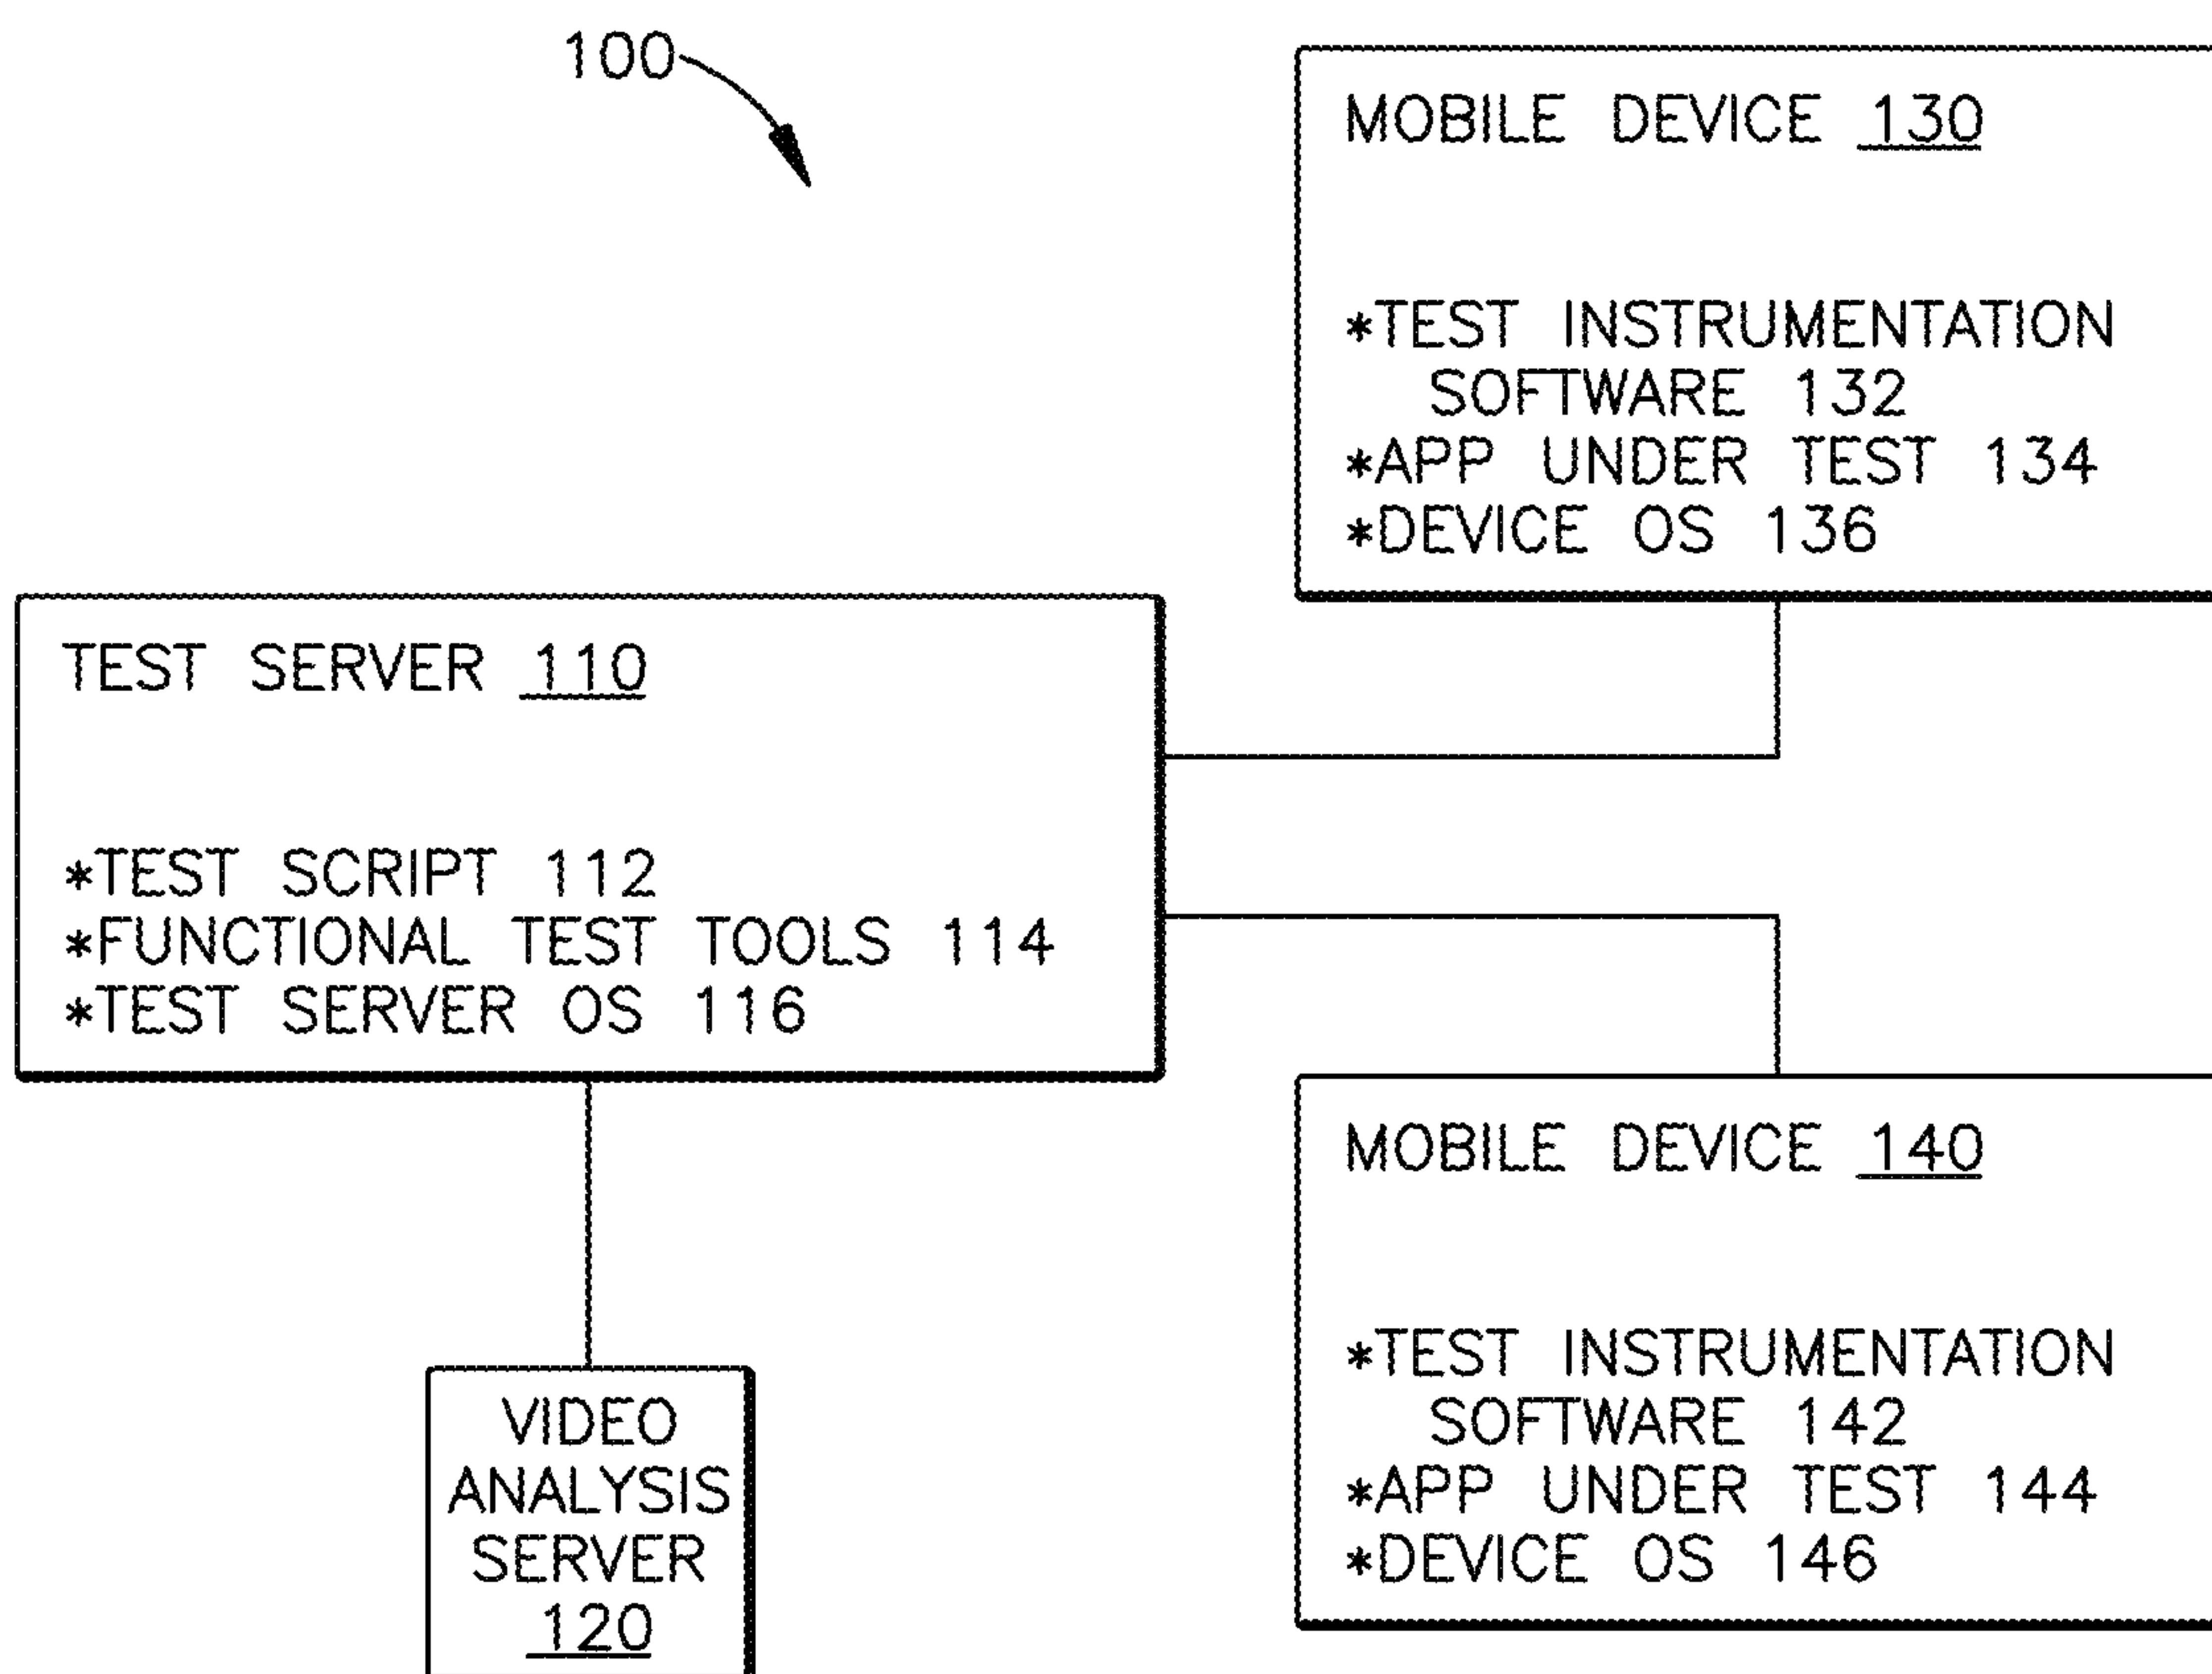 100
MOBILE DEVICE 130
*TEST INSTRUMENTATION
SOFTWARE 132
*APP UNDER TEST 134
*DEVICE OS 136
TEST SERVER 110
*TEST SCRIPT 112
*FUNCTIONAL TEST TOOLS 114
*TEST SERVER OS 116
MOBILE DEVICE 140
*TEST INSTRUMENTATION
SOFTWARE 142
*APP UNDER TEST 144
*DEVICE OS 146
VIDEO
ANALYSIS
SERVER
120